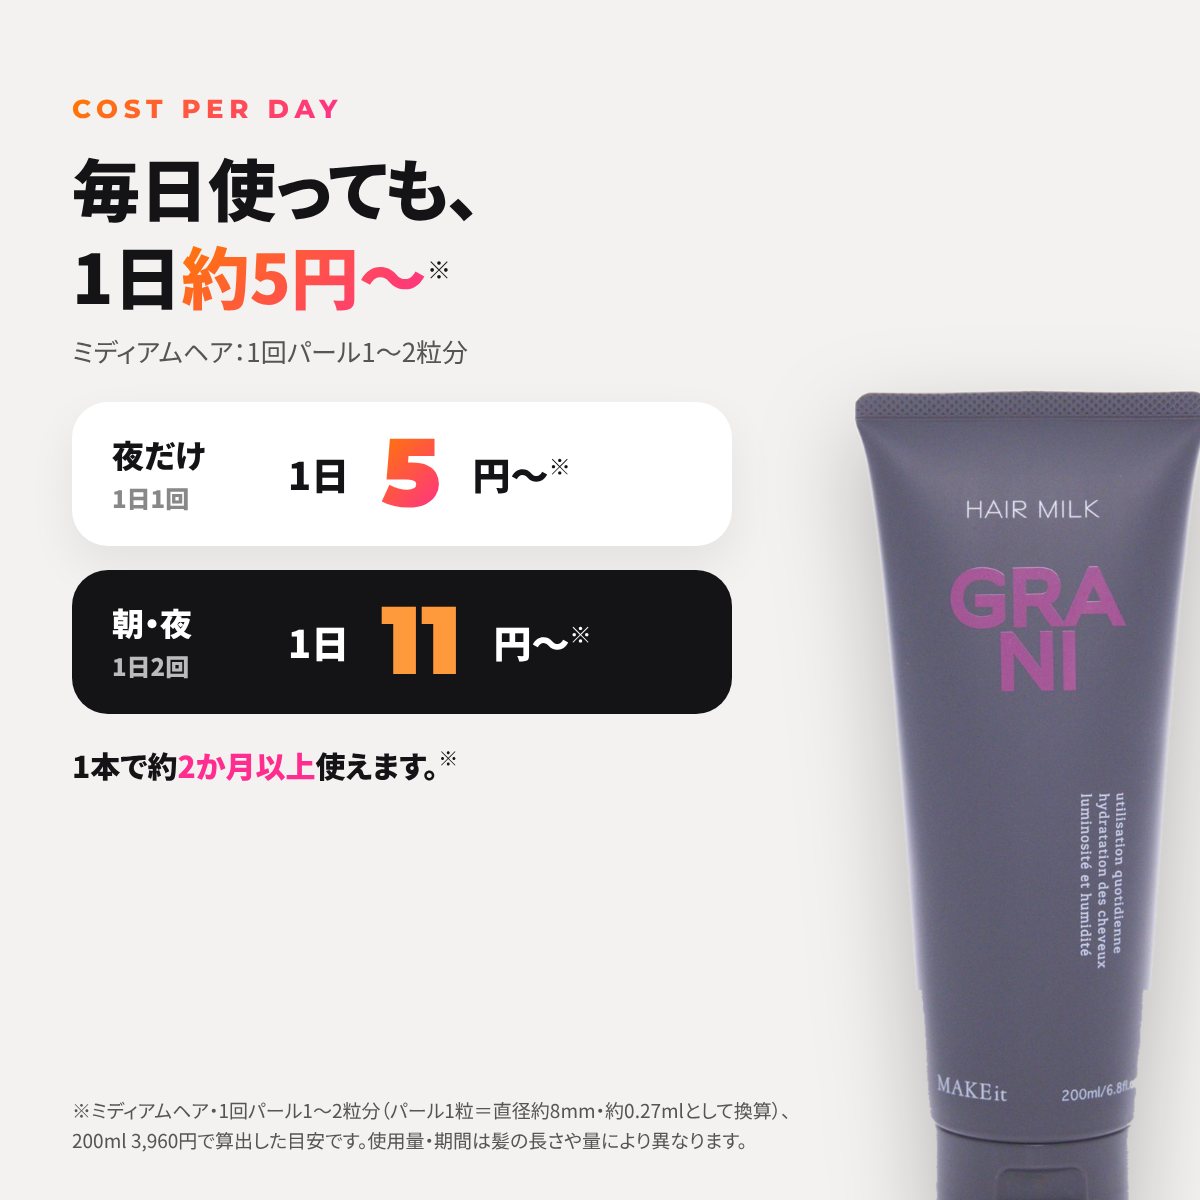 COST PER DAY
毎日使っても、
1日約5円〜※
ミディアムヘア：1回パール1〜2粒分
夜だけ
1日1回
1日 5 円〜※
朝・夜
1日2回
1日 11 円〜※
1本で約2か月以上使えます。※
HAIR MILK
GRA
NI
utilisation quotidienne
hydratation des cheveux
luminosité et humidité
MAKEit
200ml/6.8fl.
※ミディアムヘア・1回パール1〜2粒分（パール1粒＝直径約8mm・約0.27mlとして換算）、
200ml 3,960円で算出した目安です。使用量・期間は髪の長さや量により異なります。